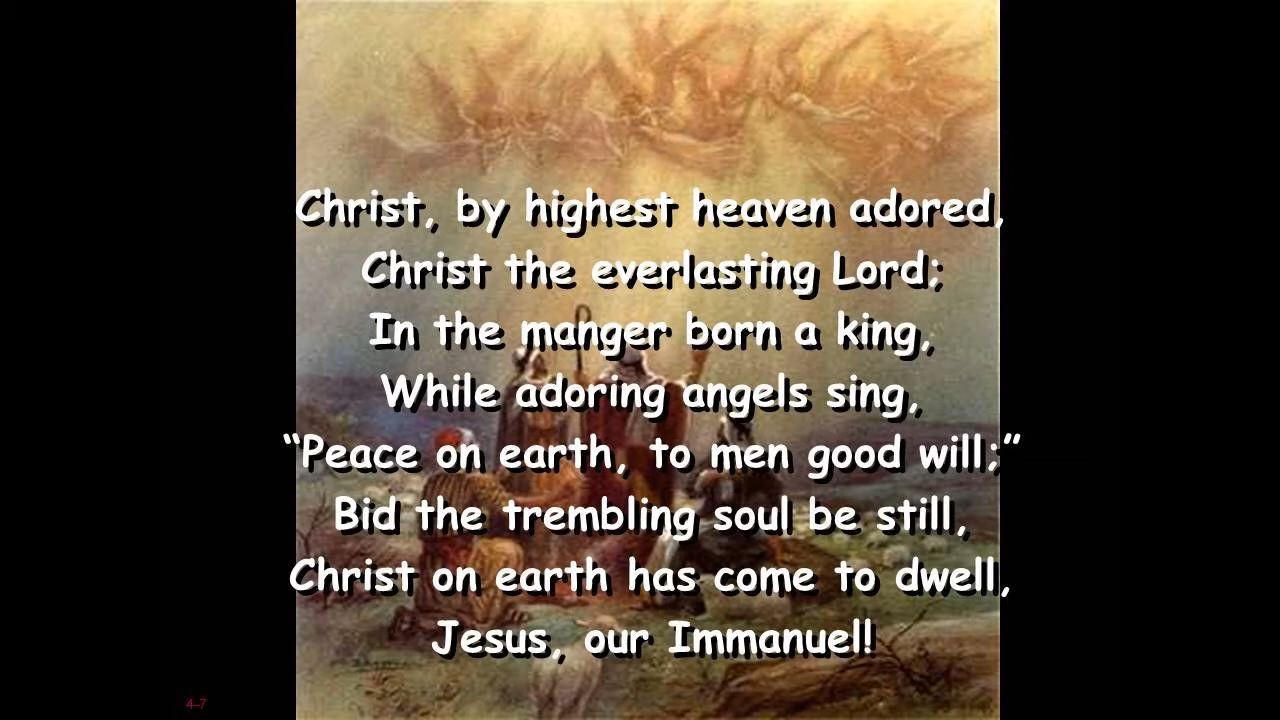 Christ, by highest heaven adored,
Christ the everlasting Lord;
In the manger born a king,
While adoring angels sing,
“Peace on earth, to men good will;”
Bid the trembling soul be still,
Christ on earth has come to dwell,
Jesus, our Immanuel!
4–7